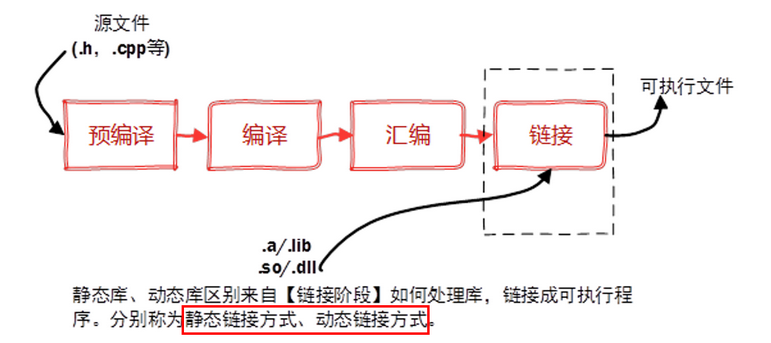 源文件
(.h，.cpp等)
可执行文件
预编译
编译
汇编
链接
.a/.lib
.so/.dll
静态库、动态库区别来自【链接阶段】如何处理库，链接成可执行程
序。分别称为静态链接方式、动态链接方式。